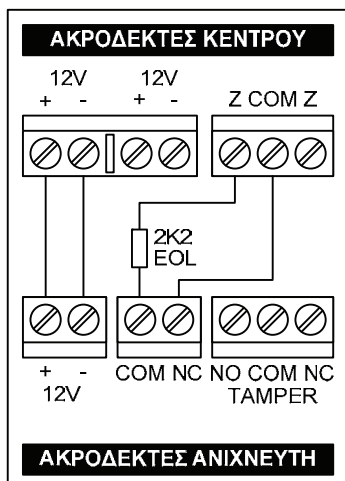 ΑΚΡΟΔΕΚΤΕΣ ΚΕΝΤΡΟΥ
12V 12V
+ - + - Z COM Z
2K2
EOL
+ - COM NC NO COM NC
12V TAMPER
ΑΚΡΟΔΕΚΤΕΣ ΑΝΙΧΝΕΥΤΗ